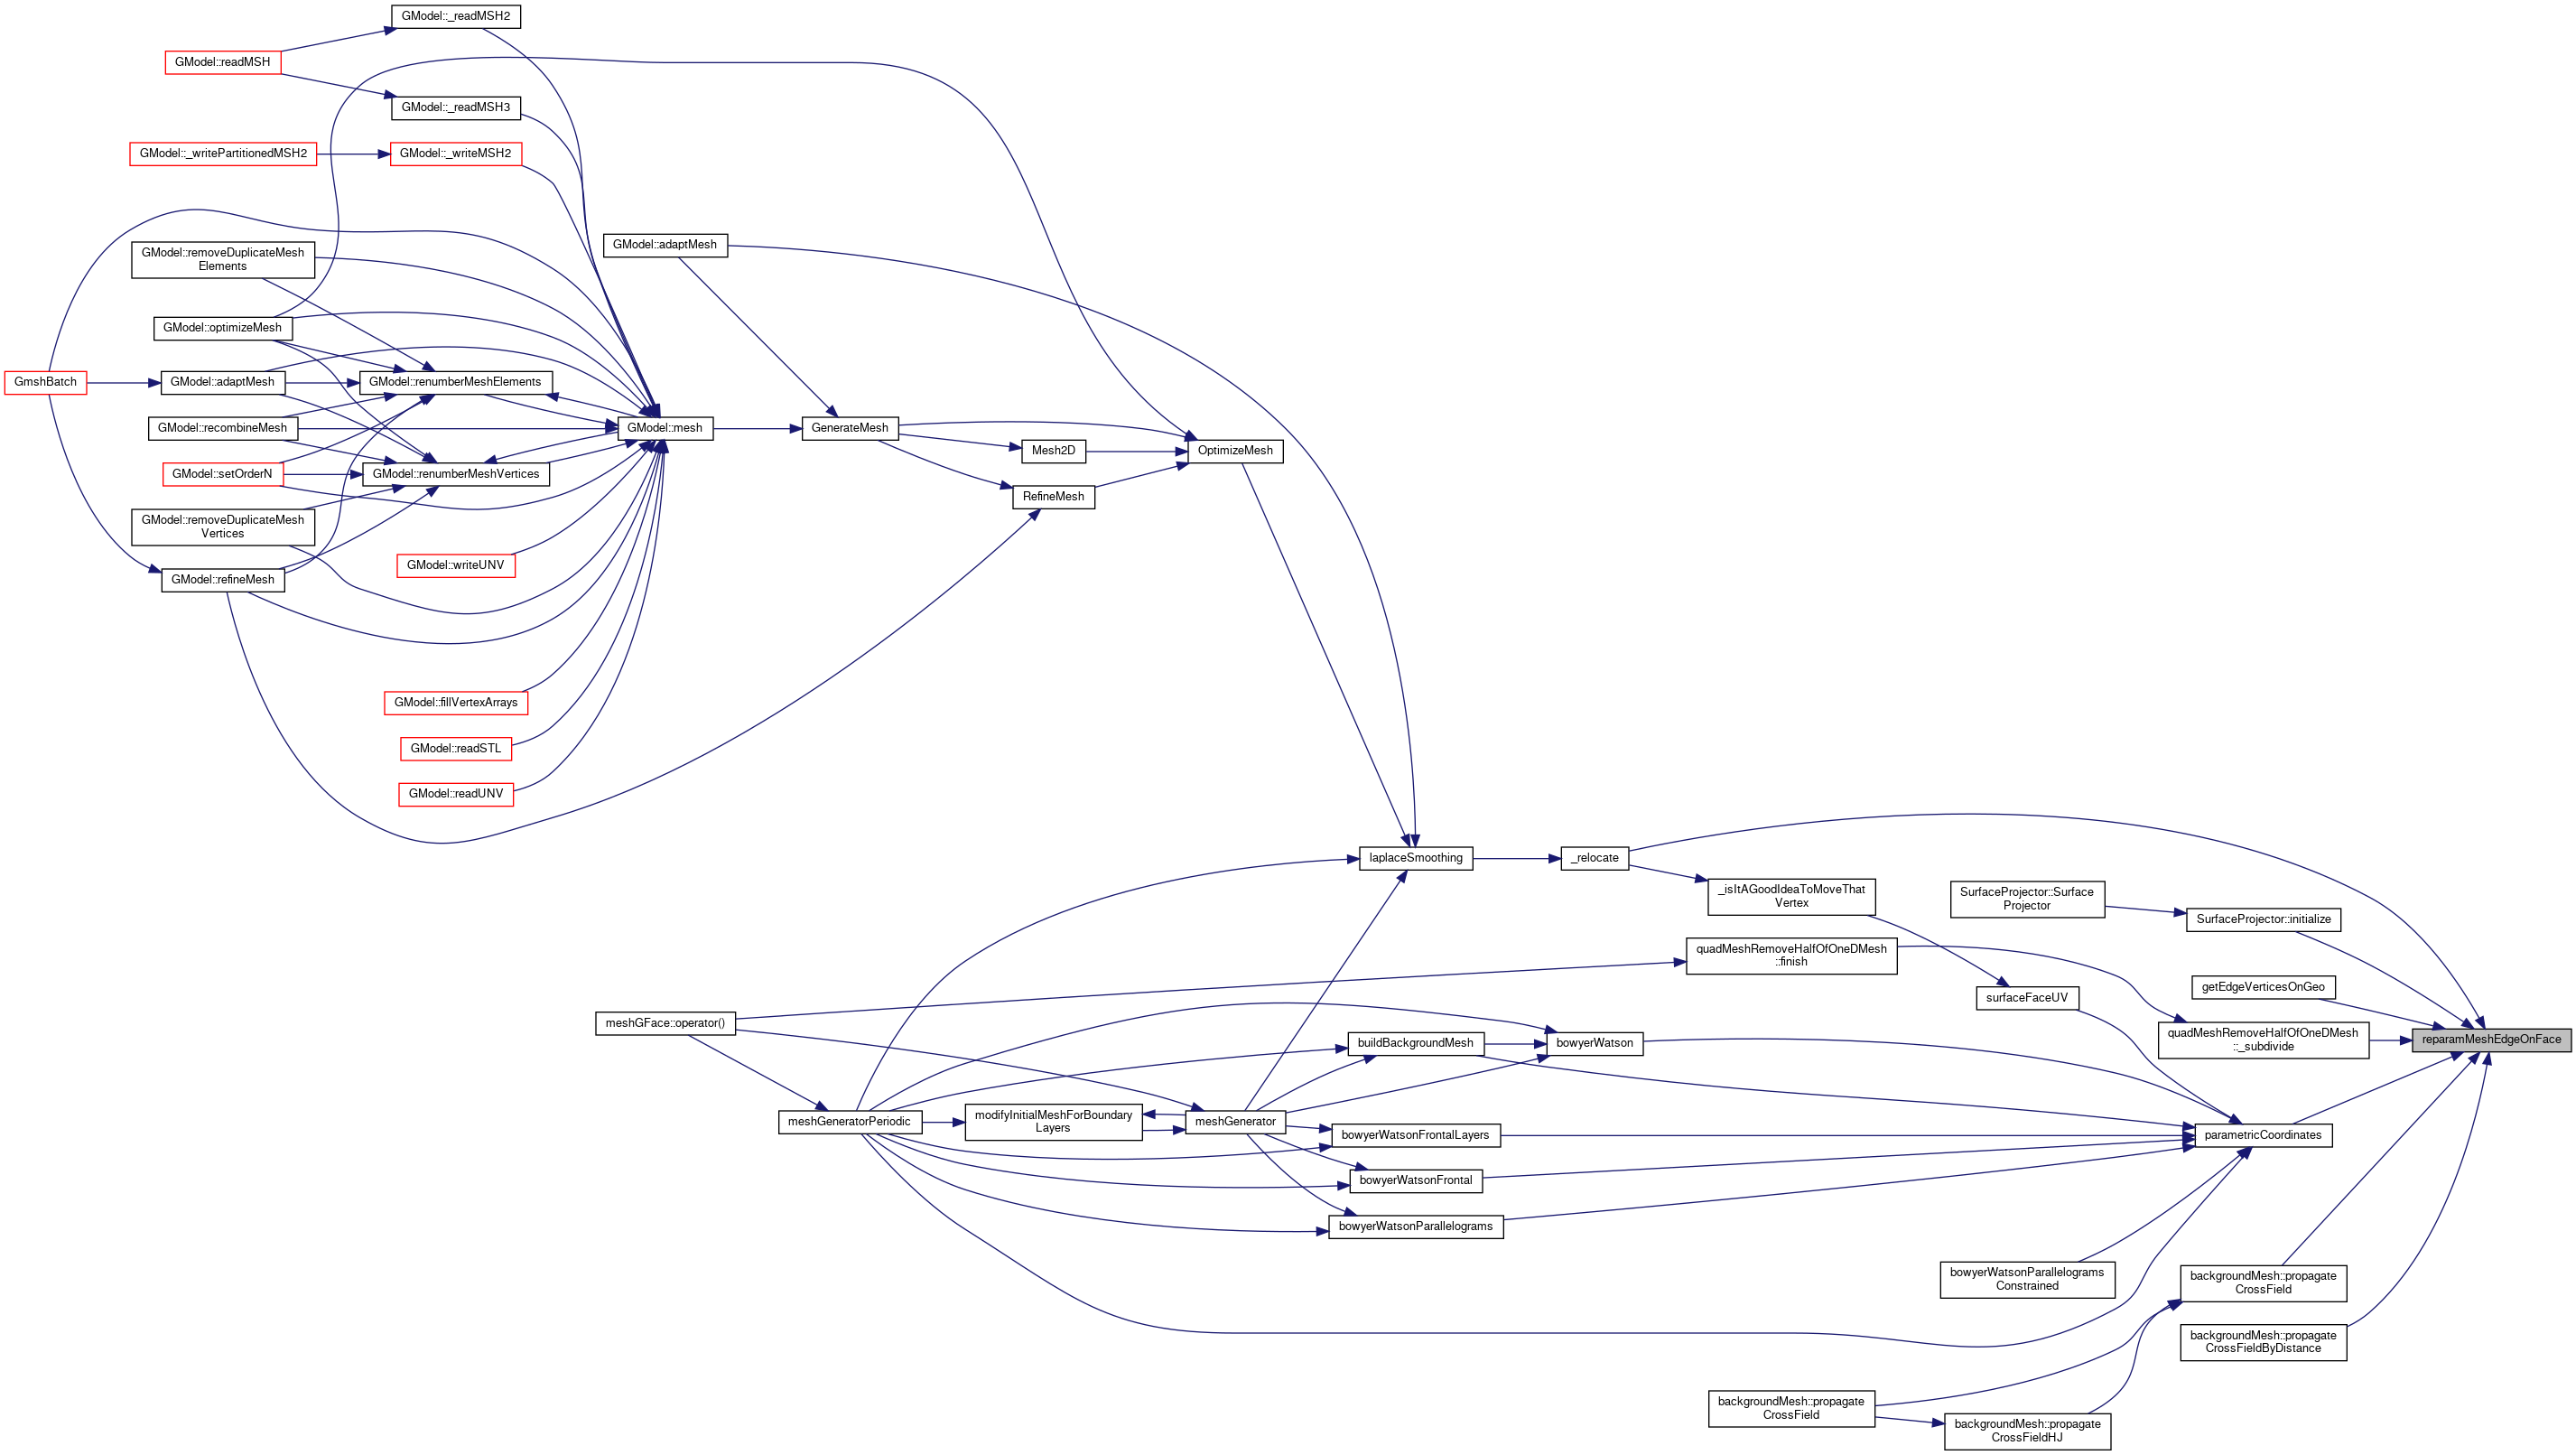 GModel::_readMSH2
GModel::readMSH
GModel::_readMSH3
GModel::_writePartitionedMSH2
GModel::_writeMSH2
GModel::removeDuplicateMesh
Elements
GModel::adaptMesh
GModel::optimizeMesh
GmshBatch
GModel::adaptMesh
GModel::renumberMeshElements
GModel::recombineMesh
GModel::mesh
GenerateMesh
Mesh2D
OptimizeMesh
GModel::setOrderN
GModel::renumberMeshVertices
RefineMesh
GModel::removeDuplicateMesh
Vertices
GModel::writeUNV
GModel::refineMesh
GModel::fillVertexArrays
GModel::readSTL
GModel::readUNV
laplaceSmoothing
_relocate
_isItAGoodIdeaToMoveThat
Vertex
SurfaceProjector::Surface
Projector
SurfaceProjector::initialize
quadMeshRemoveHalfOfOneDMesh
::finish
getEdgeVerticesOnGeo
surfaceFaceUV
meshGFace::operator()
buildBackgroundMesh
bowyerWatson
quadMeshRemoveHalfOfOneDMesh
::_subdivide
reparamMeshEdgeOnFace
meshGeneratorPeriodic
modifyInitialMeshForBoundary
Layers
meshGenerator
bowyerWatsonFrontalLayers
parametricCoordinates
bowyerWatsonFrontal
bowyerWatsonParallelograms
bowyerWatsonParallelograms
Constrained
backgroundMesh::propagate
CrossField
backgroundMesh::propagate
CrossFieldByDistance
backgroundMesh::propagate
CrossField
backgroundMesh::propagate
CrossFieldHJ